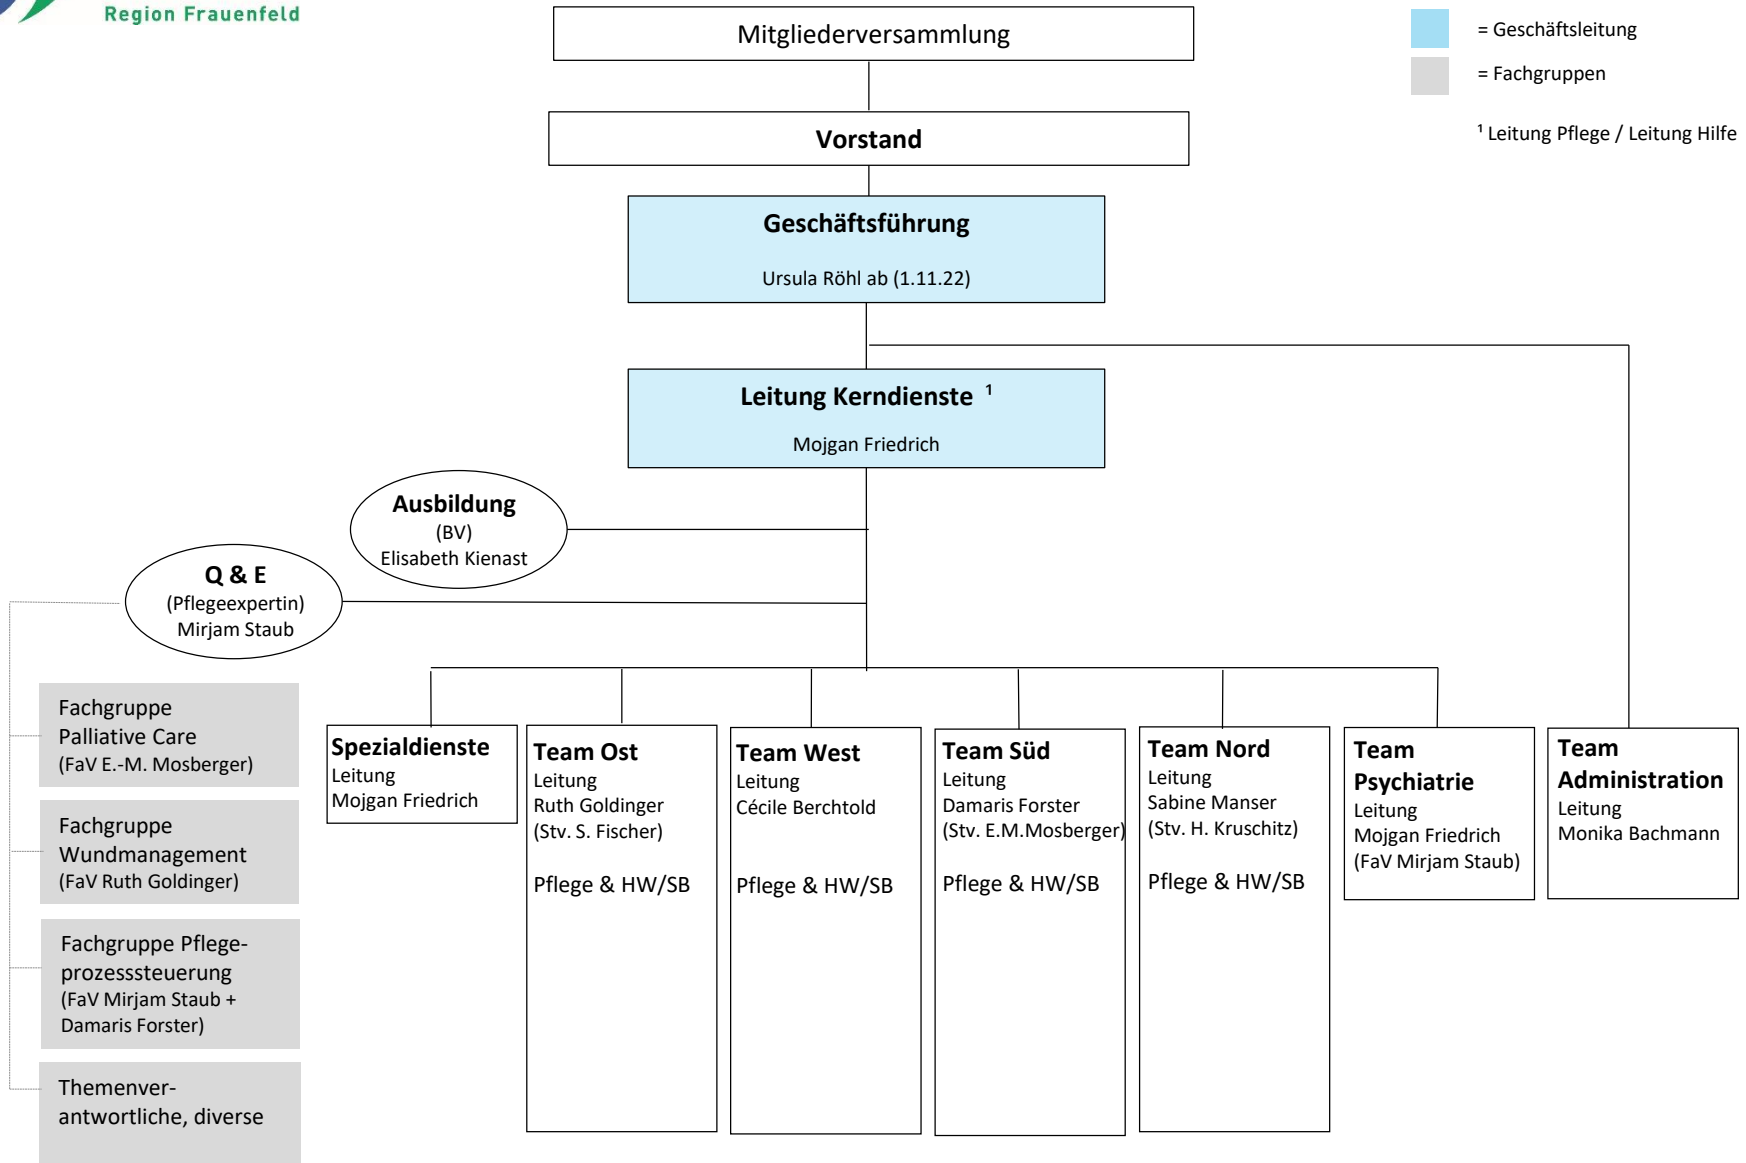 Region Frauenfeld
Mitgliederversammlung
= Geschäftsleitung
= Fachgruppen
¹ Leitung Pflege / Leitung Hilfe
Vorstand
Geschäftsführung
Ursula Röhl ab (1.11.22)
Leitung Kerndienste ¹
Mojgan Friedrich
Ausbildung
(BV)
Elisabeth Kienast
Q & E
(Pflegeexpertin)
Mirjam Staub
Fachgruppe
Palliative Care
(FaV E.-M. Mosberger)
Fachgruppe
Wundmanagement
(FaV Ruth Goldinger)
Fachgruppe Pflege-
prozesssteuerung
(FaV Mirjam Staub +
Damaris Forster)
Themenver-
antwortliche, diverse
Spezialdienste
Leitung
Mojgan Friedrich
Team Ost
Leitung
Ruth Goldinger
(Stv. S. Fischer)
Pflege & HW/SB
Team West
Leitung
Cécile Berchtold
Pflege & HW/SB
Team Süd
Leitung
Damaris Forster
(Stv. E.M.Mosberger)
Pflege & HW/SB
Team Nord
Leitung
Sabine Manser
(Stv. H. Kruschitz)
Pflege & HW/SB
Team
Psychiatrie
Leitung
Mojgan Friedrich
(FaV Mirjam Staub)
Team
Administration
Leitung
Monika Bachmann